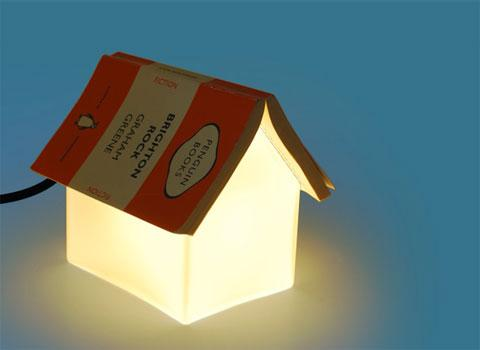 FICTION
PENGUIN
BOOKS
BRIGHTON
ROCK
GRAHAM
GREENE
FICTION